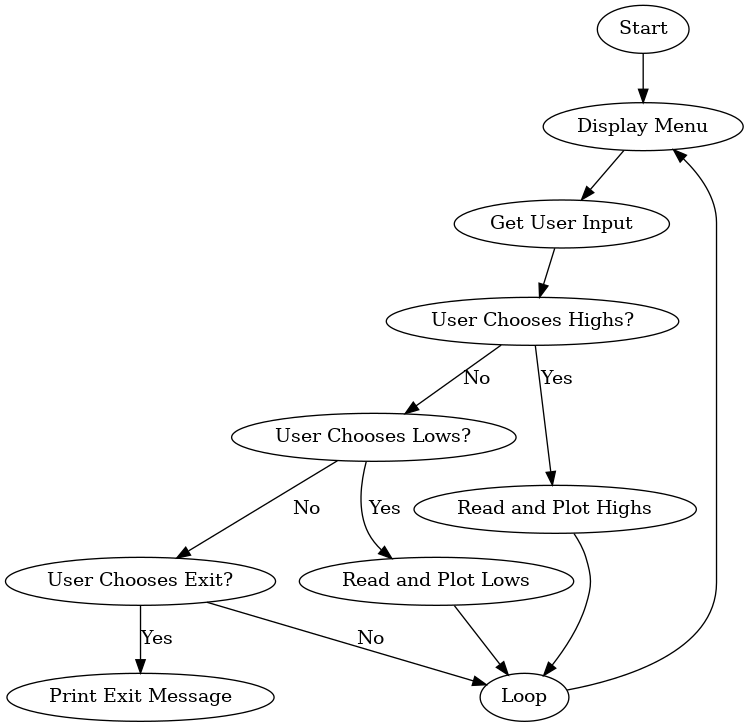 Start
Display Menu
Get User Input
User Chooses Highs?
No
Yes
User Chooses Lows?
No
Yes
Read and Plot Highs
User Chooses Exit?
Read and Plot Lows
Yes
No
Print Exit Message
Loop